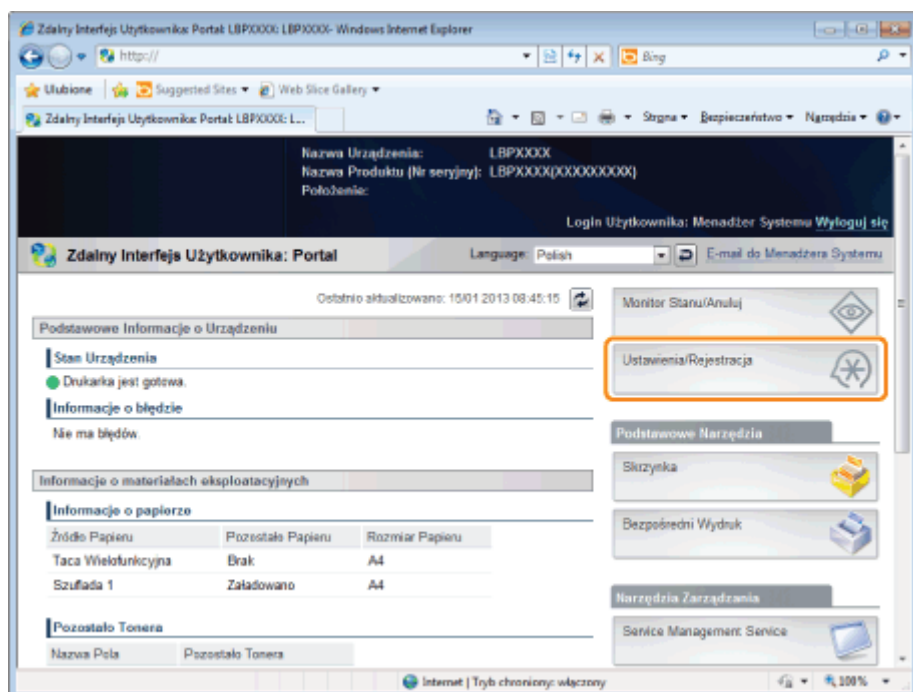 Zdalny Interfejs Użytkownika: Portal: LBPXXXX: LBPXXXX- Windows Internet Explorer
http://
Bing
Ulubione
Suggested Sites
Web Slice Gallery
Zdalny Interfejs Użytkownika: Portal: LBPXXXX: L...
Strona
Bezpieczeństwo
Narzędzia
Nazwa Urządzenia: LBPXXXX
Nazwa Produktu (Nr seryjny): LBPXXXX(XXXXXXXXX)
Położenie:
Login Użytkownika: Menadżer Systemu Wyloguj się
Zdalny Interfejs Użytkownika: Portal
Language: Polish
E-mail do Menadżera Systemu
Ostatnio aktualizowano: 15/01 2013 08:45:15
Monitor Stanu/Anuluj
Podstawowe Informacje o Urządzeniu
Stan Urządzenia
Drukarka jest gotowa.
Ustawienia/Rejestracja
Informacje o błędzie
Nie ma błędów.
Podstawowe Narzędzia
Skrzynka
Informacje o materiałach eksploatacyjnych
Informacje o papierze
Źródło Papieru Pozostało Papieru Rozmiar Papieru
Bezpośredni Wydruk
Taca Wielofunkcyjna Brak A4
Szuflada 1 Załadowano A4
Narzędzia Zarządzania
Pozostało Tonera
Service Management Service
Nazwa Pola Pozostało Tonera
Internet | Tryb chroniony: włączony
100%